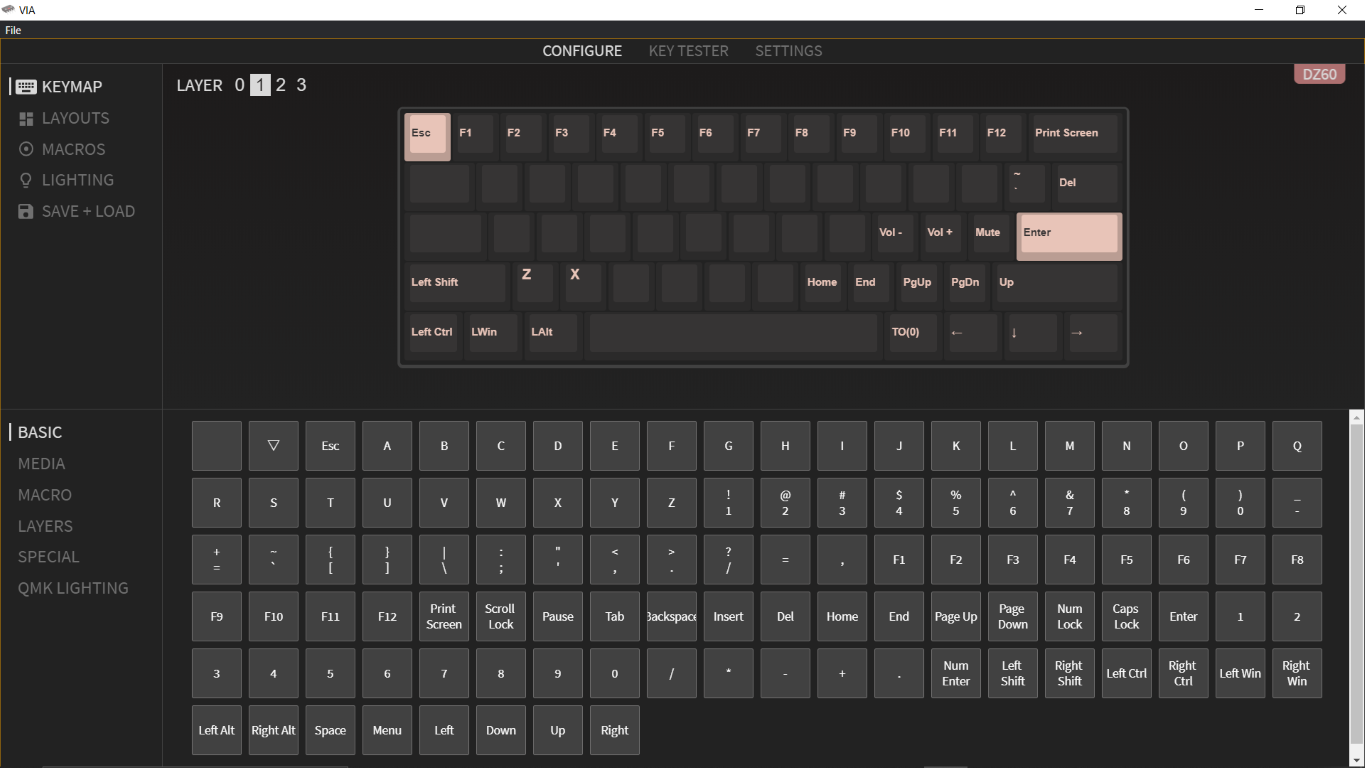 VIA
File
CONFIGURE KEY TESTER SETTINGS
KEYMAP
LAYOUTS
MACROS
LIGHTING
SAVE + LOAD
LAYER 0 1 2 3
DZ60
Esc F1 F2 F3 F4 F5 F6 F7 F8 F9 F10 F11 F12 Print Screen
~
` Del
Vol - Vol + Mute Enter
Left Shift Z X Home End PgUp PgDn Up
Left Ctrl LWin LAlt TO(0) ← ↓ →
BASIC
MEDIA
MACRO
LAYERS
SPECIAL
QMK LIGHTING
▽ Esc A B C D E F G H I J K L M N O P Q
R S T U V W X Y Z ! @ # $ % ^ & * ( ) _
1 2 3 4 5 6 7 8 9 0 -
+ ~ { } | : " < > ? = , F1 F2 F3 F4 F5 F6 F7 F8
= ` [ ] \ ; ' , . /
F9 F10 F11 F12 Print Screen Scroll Lock Pause Tab Backspace Insert Del Home End Page Up Page Down Num Lock Caps Lock Enter 1 2
3 4 5 6 7 8 9 0 / * - + . Num Enter Left Shift Right Shift Left Ctrl Right Ctrl Left Win Right Win
Left Alt Right Alt Space Menu Left Down Up Right